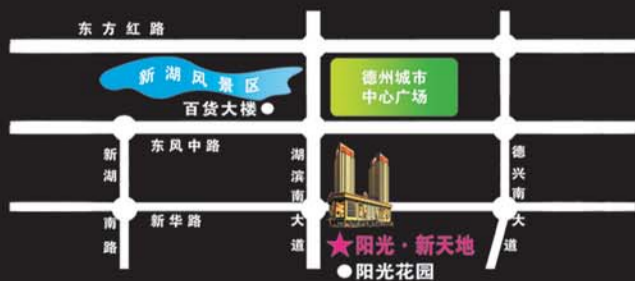 东方红路
新湖风景区
德州城市
中心广场
百货大楼
东风中路
新湖南路
湖滨南大道
德兴南大道
新华路
阳光·新天地
阳光花园